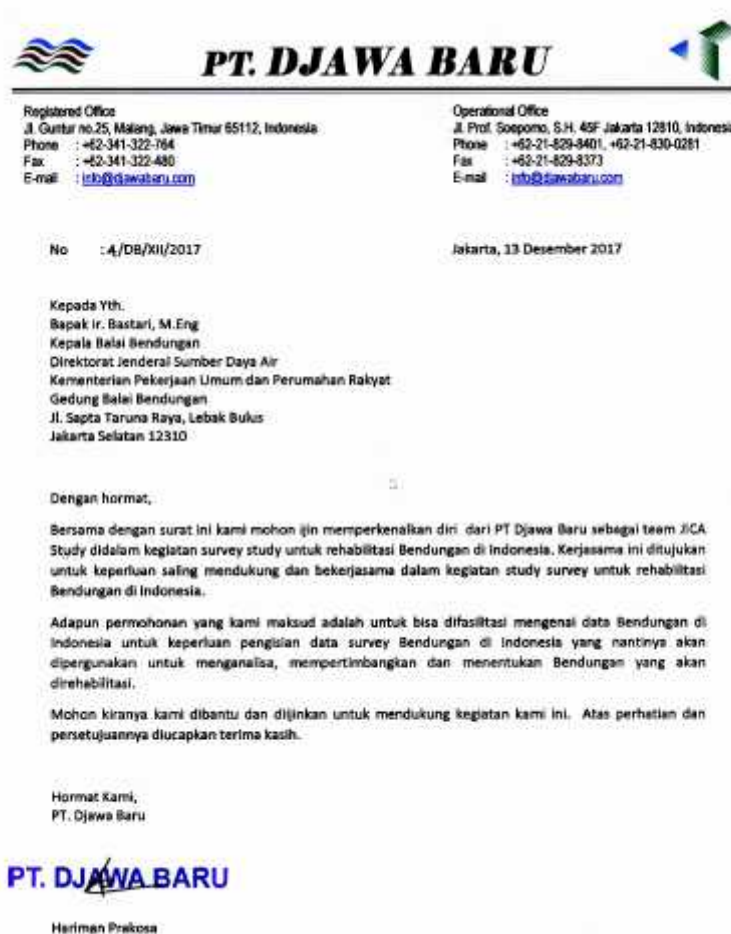 PT. DJAWA BARU
Registered Office
Jl. Guntur no.25, Malang, Jawa Timur 65112, Indonesia
Phone : +62-341-322-764
Fax : +62-341-322-480
E-mail : info@djawabaru.com
Operational Office
Jl. Prof. Soepomo, S.H. 45F Jakarta 12810, Indonesia
Phone : +62-21-829-8401, +62-21-830-0281
Fax : +62-21-829-8373
E-mail : info@djawabaru.com
No : 4/DB/XII/2017
Jakarta, 13 Desember 2017
Kepada Yth.
Bapak Ir. Bastari, M.Eng
Kepala Balai Bendungan
Direktorat Jenderal Sumber Daya Air
Kementerian Pekerjaan Umum dan Perumahan Rakyat
Gedung Balai Bendungan
Jl. Sapta Taruna Raya, Lebak Bulus
Jakarta Selatan 12310
Dengan hormat,
Bersama dengan surat ini kami mohon ijin memperkenalkan diri dari PT Djawa Baru sebagai team JICA
Study didalam kegiatan survey study untuk rehabilitasi Bendungan di Indonesia. Kerjasama ini ditujukan
untuk keperluan saling mendukung dan bekerjasama dalam kegiatan study survey untuk rehabilitasi
Bendungan di Indonesia.
Adapun permohonan yang kami maksud adalah untuk bisa difasilitasi mengenai data Bendungan di
Indonesia untuk keperluan pengisian data survey Bendungan di Indonesia yang nantinya akan
dipergunakan untuk menganalisa, mempertimbangkan dan menentukan Bendungan yang akan
direhabilitasi.
Mohon kiranya kami dibantu dan diijinkan untuk mendukung kegiatan kami ini. Atas perhatian dan
persetujuannya diucapkan terima kasih.
Hormat Kami,
PT. Djawa Baru
PT. DJAWA BARU
Hariman Prakosa